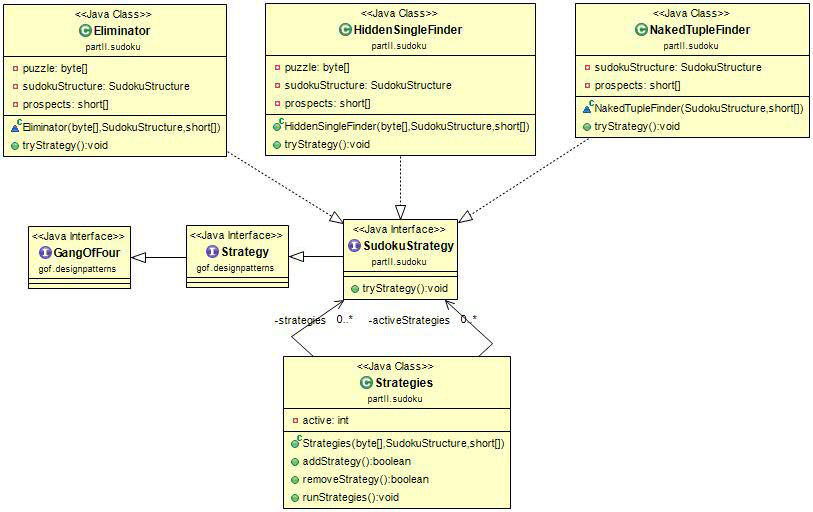 <<Java Class>>
Eliminator
partII.sudoku
puzzle: byte[]
sudokuStructure: SudokuStructure
prospects: short[]
Eliminator(byte[],SudokuStructure,short[])
tryStrategy():void
<<Java Class>>
HiddenSingleFinder
partII.sudoku
puzzle: byte[]
sudokuStructure: SudokuStructure
prospects: short[]
HiddenSingleFinder(byte[],SudokuStructure,short[])
tryStrategy():void
<<Java Class>>
NakedTupleFinder
partII.sudoku
sudokuStructure: SudokuStructure
prospects: short[]
NakedTupleFinder(SudokuStructure,short[])
tryStrategy():void
<<Java Interface>>
GangOfFour
gof.designpatterns
<<Java Interface>>
Strategy
gof.designpatterns
<<Java Interface>>
SudokuStrategy
partII.sudoku
tryStrategy():void
-strategies 0..*
-activeStrategies 0..*
<<Java Class>>
Strategies
partII.sudoku
active: int
Strategies(byte[],SudokuStructure,short[])
addStrategy():boolean
removeStrategy():boolean
runStrategies():void